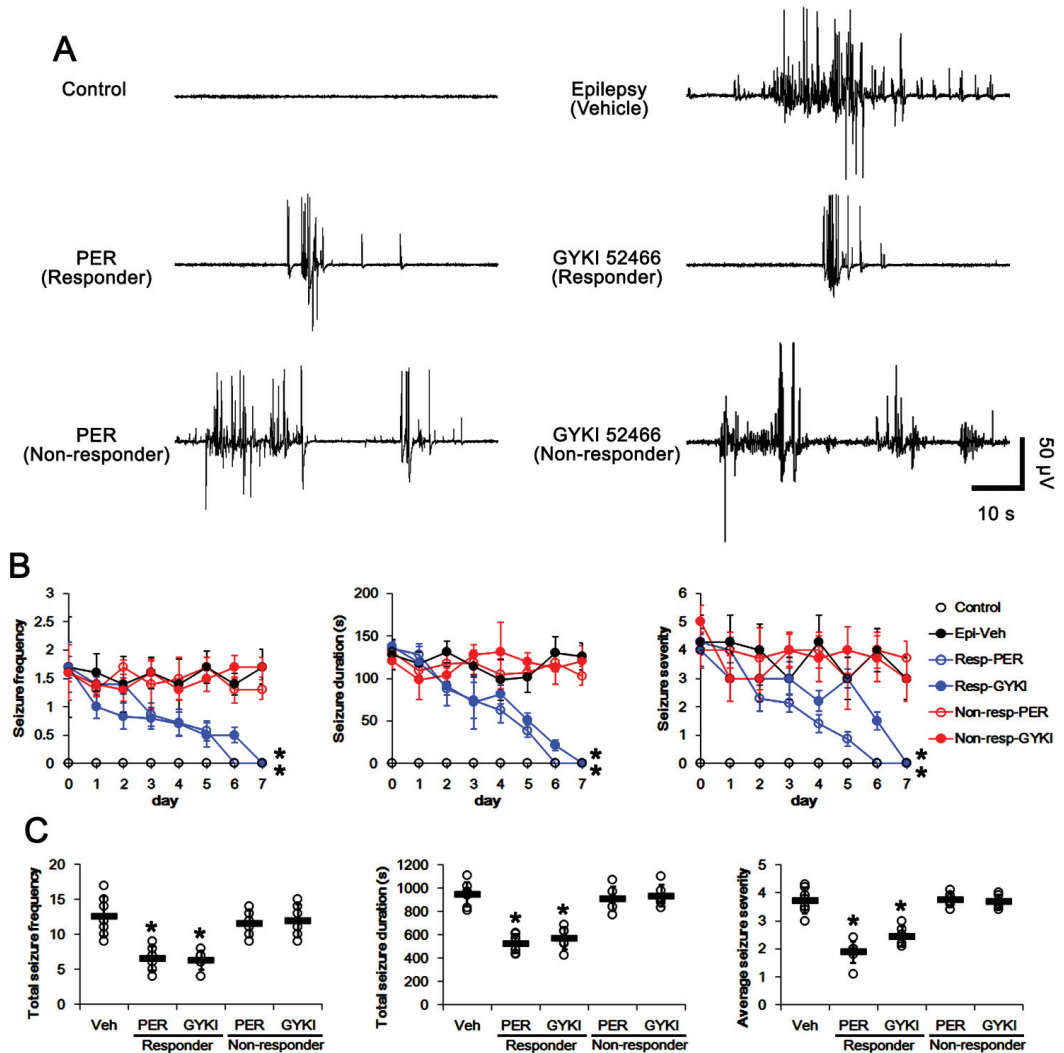 A
Control
Epilepsy
(Vehicle)
PER
(Responder)
GYKI 52466
(Responder)
PER
(Non-responder)
GYKI 52466
(Non-responder)
50 µV
10 s
B
Seizure frequency
3
2.5
2
1.5
1
0.5
0
0 1 2 3 4 5 6 7
day
*
*
Seizure duration (s)
200
150
100
50
0
0 1 2 3 4 5 6 7
day
*
*
Seizure severity
6
5
4
3
2
1
0
0 1 2 3 4 5 6 7
day
*
*
Control
Epi-Veh
Resp-PER
Resp-GYKI
Non-resp-PER
Non-resp-GYKI
C
Total seizure frequency
20
15
10
5
0
* *
Veh PER GYKI PER GYKI
Responder Non-responder
Total seizure duration (s)
1200
1000
800
600
400
200
0
* *
Veh PER GYKI PER GYKI
Responder Non-responder
Average seizure severity
5
4
3
2
1
0
* *
Veh PER GYKI PER GYKI
Responder Non-responder